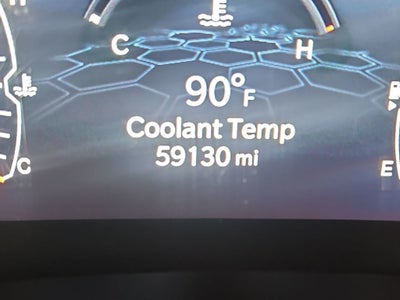 H
E
C H
90°F
Coolant Temp
59130 mi
C
E